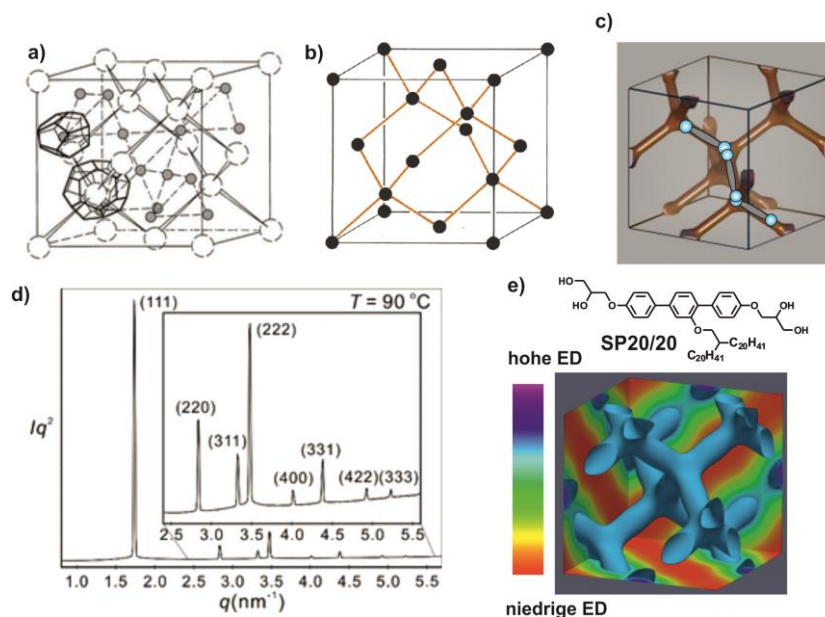 a)
b)
c)
d)
T = 90 °C
(111)
(222)
(220)
(311)
(331)
(400)
(422)
(333)
Iq²
2.5 3.0 3.5 4.0 4.5 5.0 5.5
1.0 1.5 2.0 2.5 3.0 3.5 4.0 4.5 5.0 5.5
q(nm⁻¹)
e)
HO
HO
O
O
OH
OH
O
C₂₀H₄₁
C₂₀H₄₁
SP20/20
hohe ED
niedrige ED